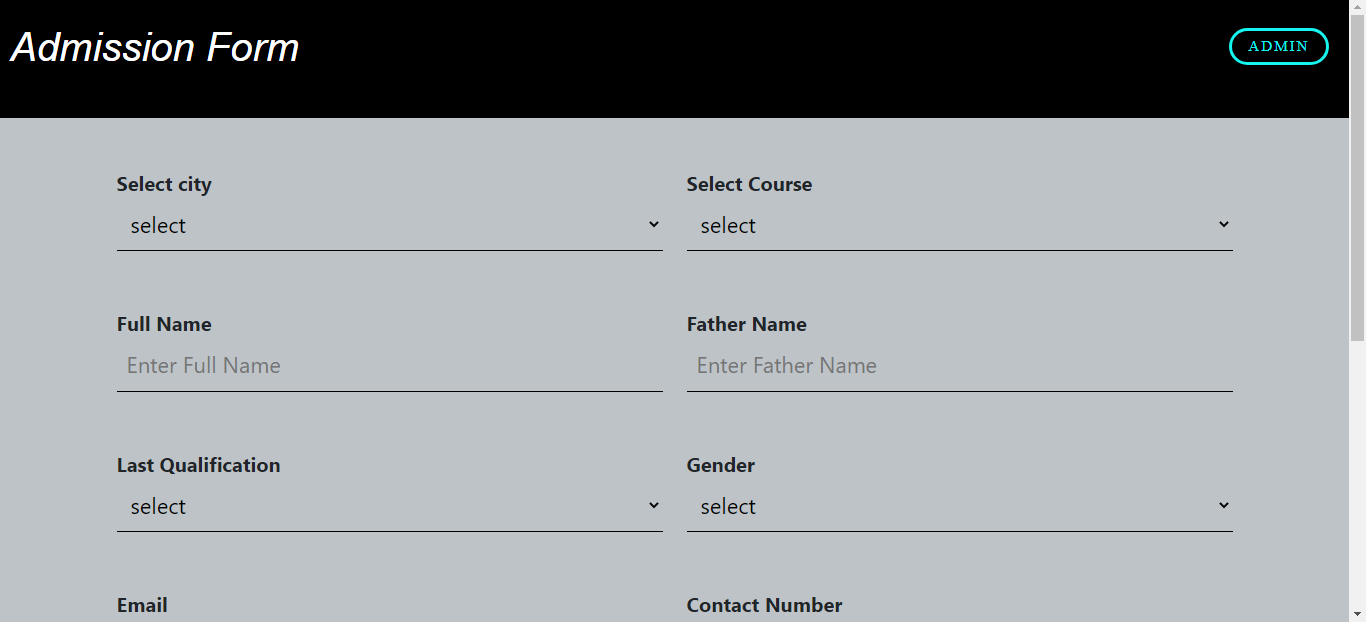 Admission Form
ADMIN
Select city
Select Course
select
select
Full Name
Father Name
Enter Full Name
Enter Father Name
Last Qualification
Gender
select
select
Email
Contact Number